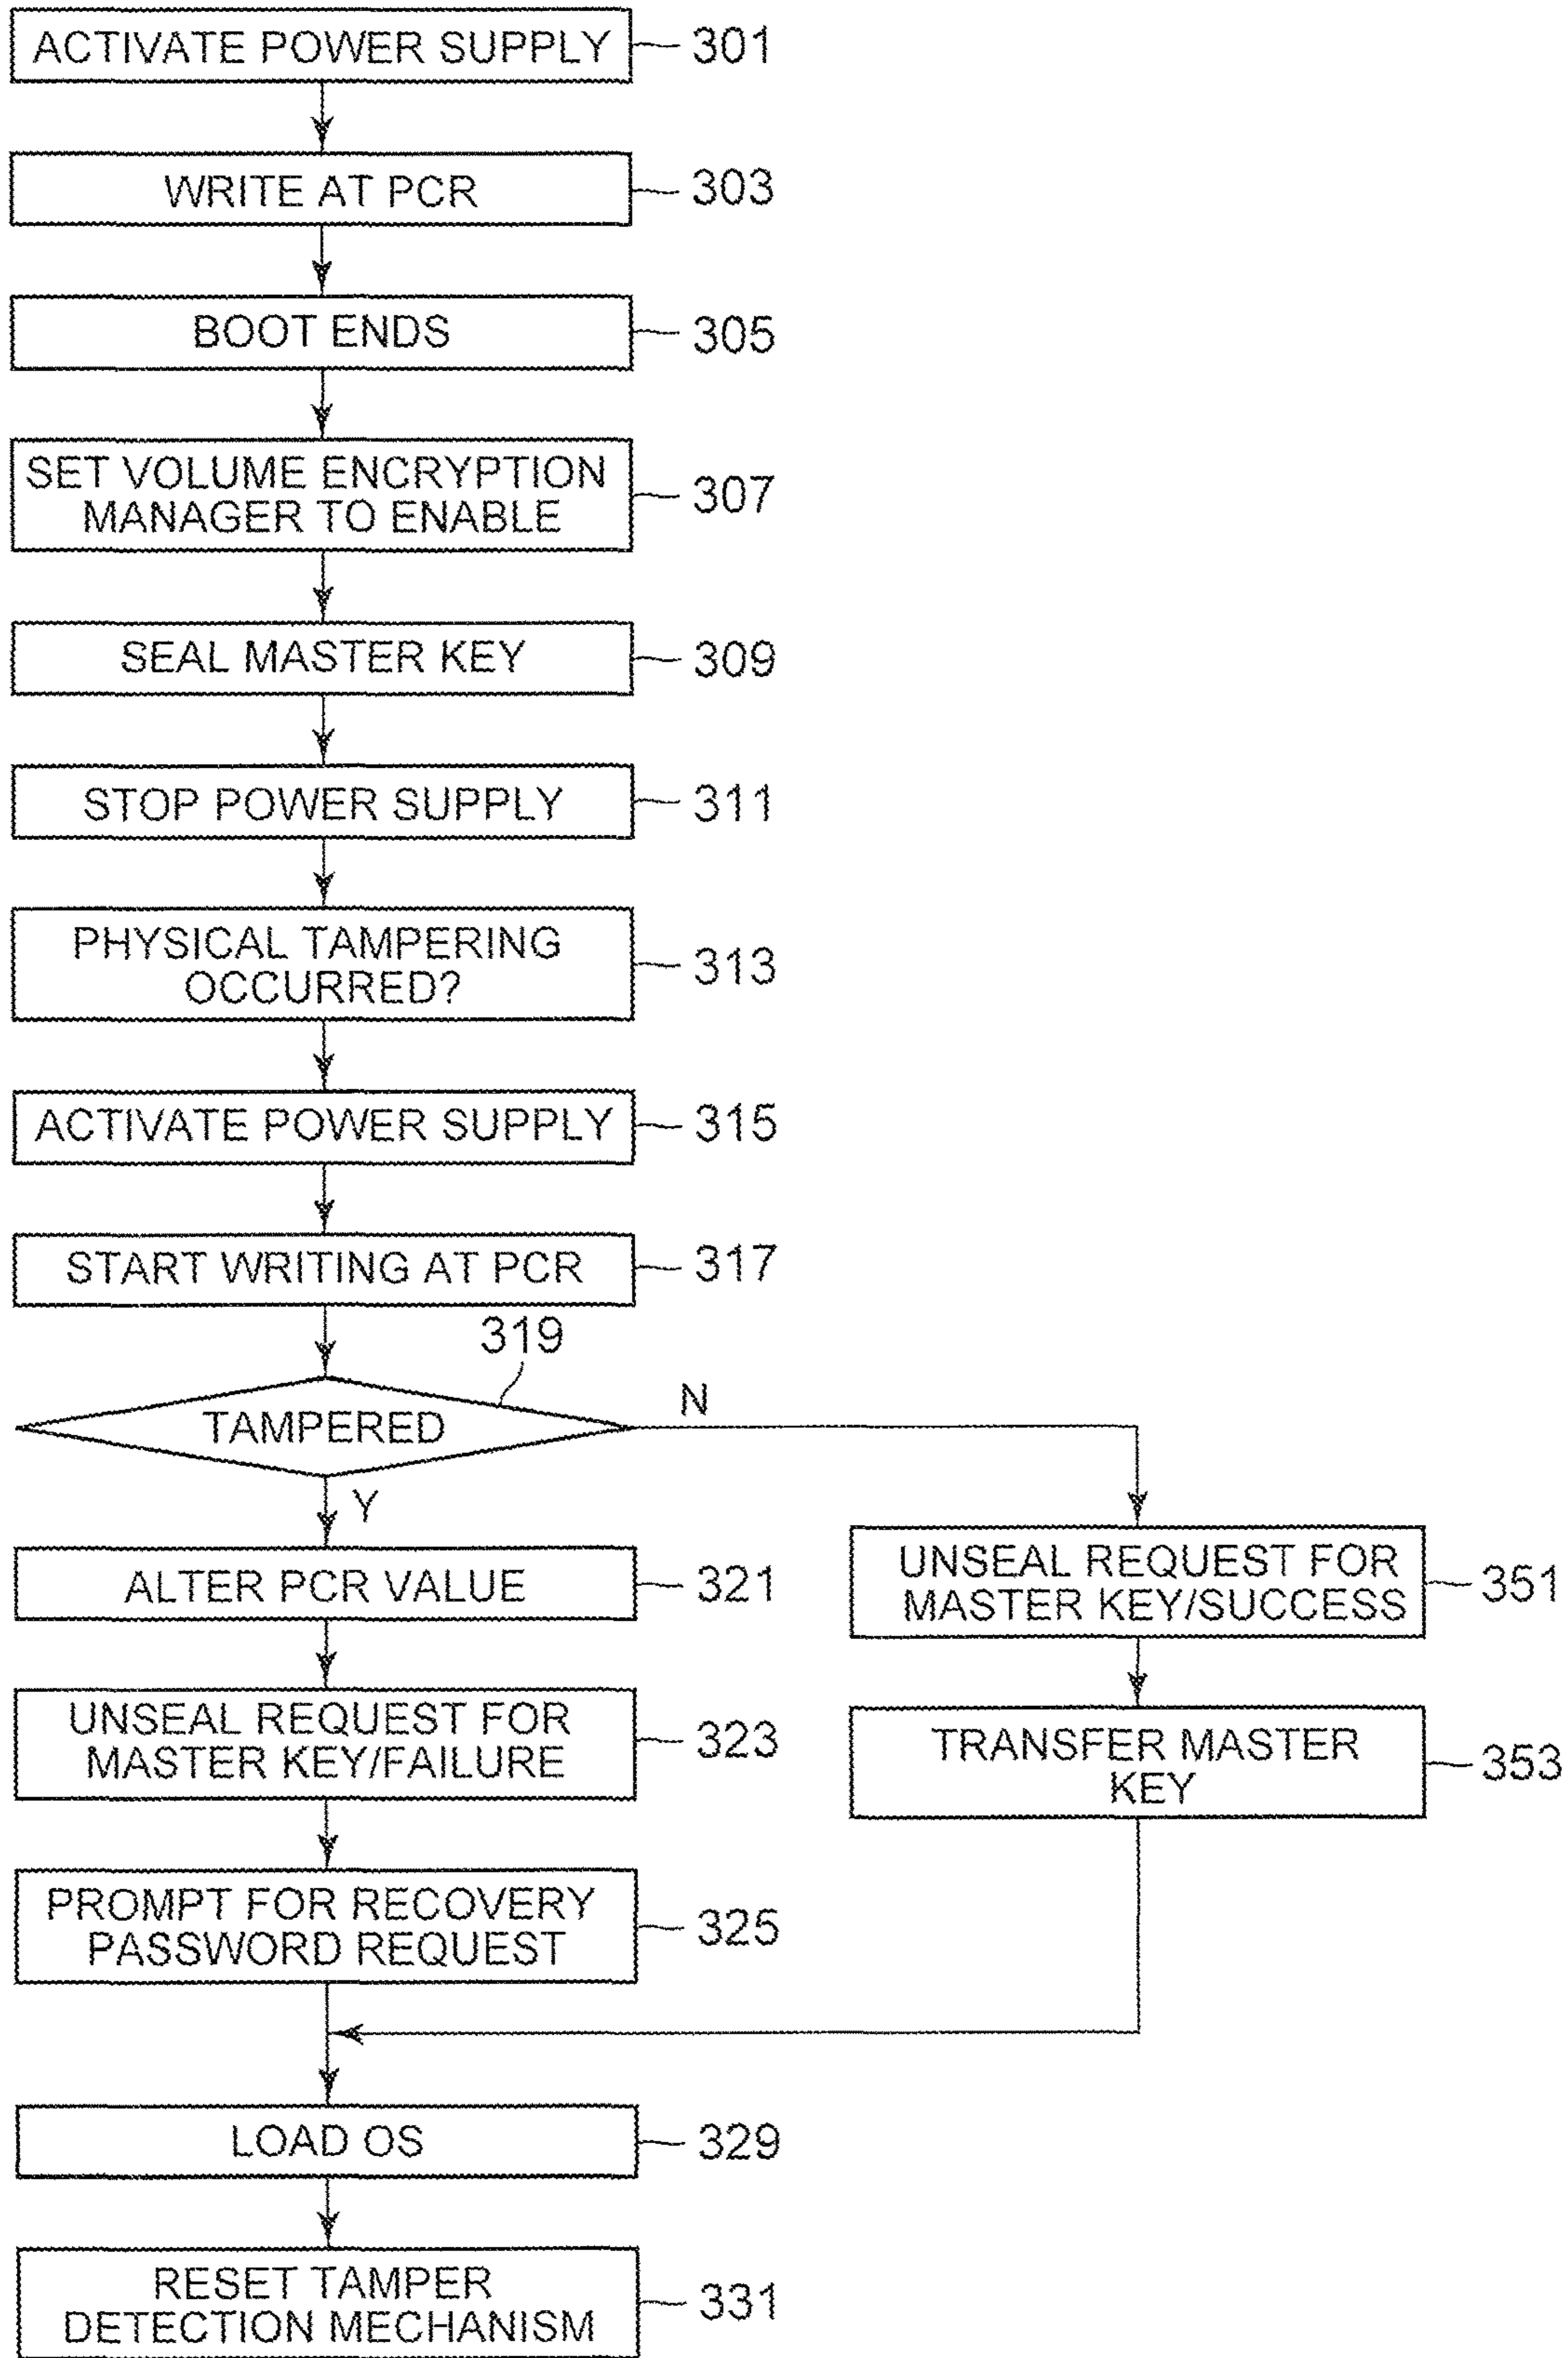 ACTIVATE POWER SUPPLY 301
WRITE AT PCR 303
BOOT ENDS 305
SET VOLUME ENCRYPTION
MANAGER TO ENABLE 307
SEAL MASTER KEY 309
STOP POWER SUPPLY 311
PHYSICAL TAMPERING
OCCURRED? 313
ACTIVATE POWER SUPPLY 315
START WRITING AT PCR 317
319
TAMPERED N
Y
ALTER PCR VALUE 321
UNSEAL REQUEST FOR
MASTER KEY/FAILURE 323
PROMPT FOR RECOVERY
PASSWORD REQUEST 325
UNSEAL REQUEST FOR
MASTER KEY/SUCCESS 351
TRANSFER MASTER
KEY 353
LOAD OS 329
RESET TAMPER
DETECTION MECHANISM 331